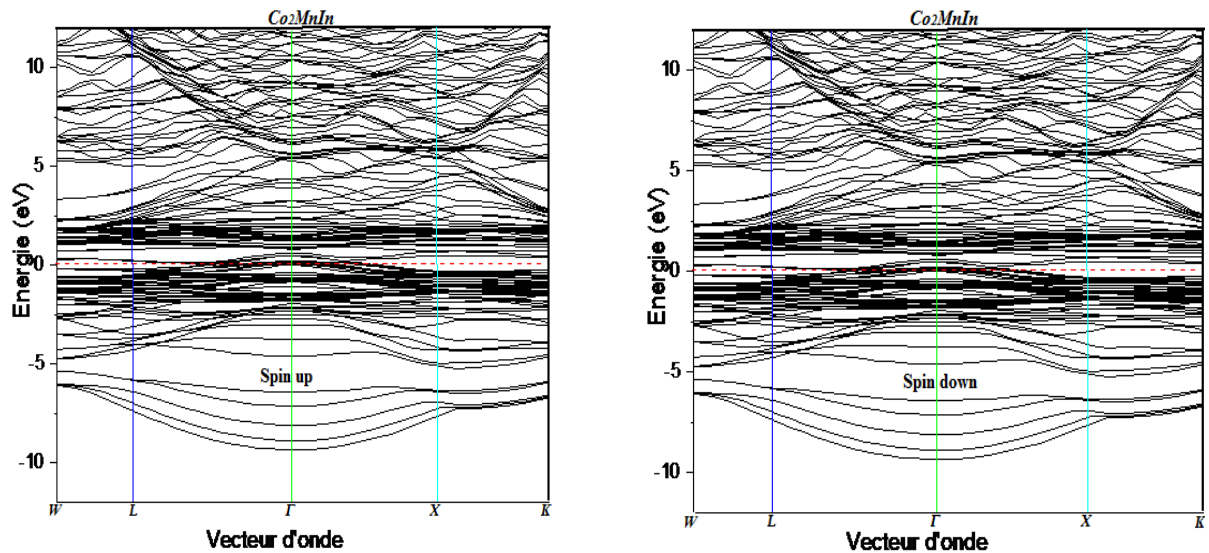 Co2MnIn
Energie (eV)
10
5
0
-5
-10
Spin up
W L Γ X K
Vecteur d'onde
Co2MnIn
Energie (eV)
10
5
0
-5
-10
Spin down
W L Γ X K
Vecteur d'onde